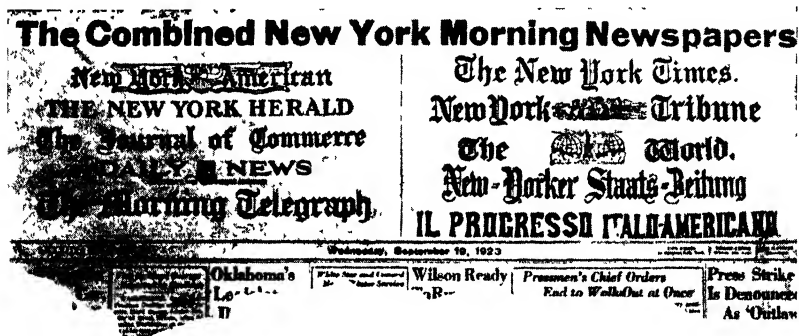 The Combined New York Morning Newspapers
New York American
THE NEW YORK HERALD
The Journal of Commerce
DAILY NEWS
The Morning Telegraph
The New York Times.
New York Tribune
The World.
New-Yorker Staats-Zeitung
IL PROGRESSO ITALO-AMERICANO
Wednesday, September 19, 1923
Oklahoma's
Wilson Ready
Pressmen's Chief Orders
End to WalkOut at Once
Press Strike
Is Denounced
As 'Outlaw